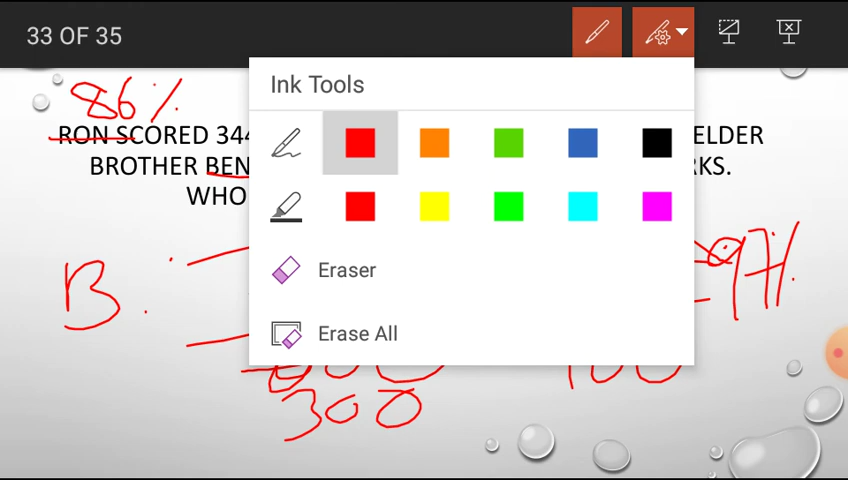 33 OF 35
Ink Tools
86%
RON SCORED 344 ELDER
BROTHER BEN RKS.
WHO
B : 97%
Eraser
Erase All
100
300